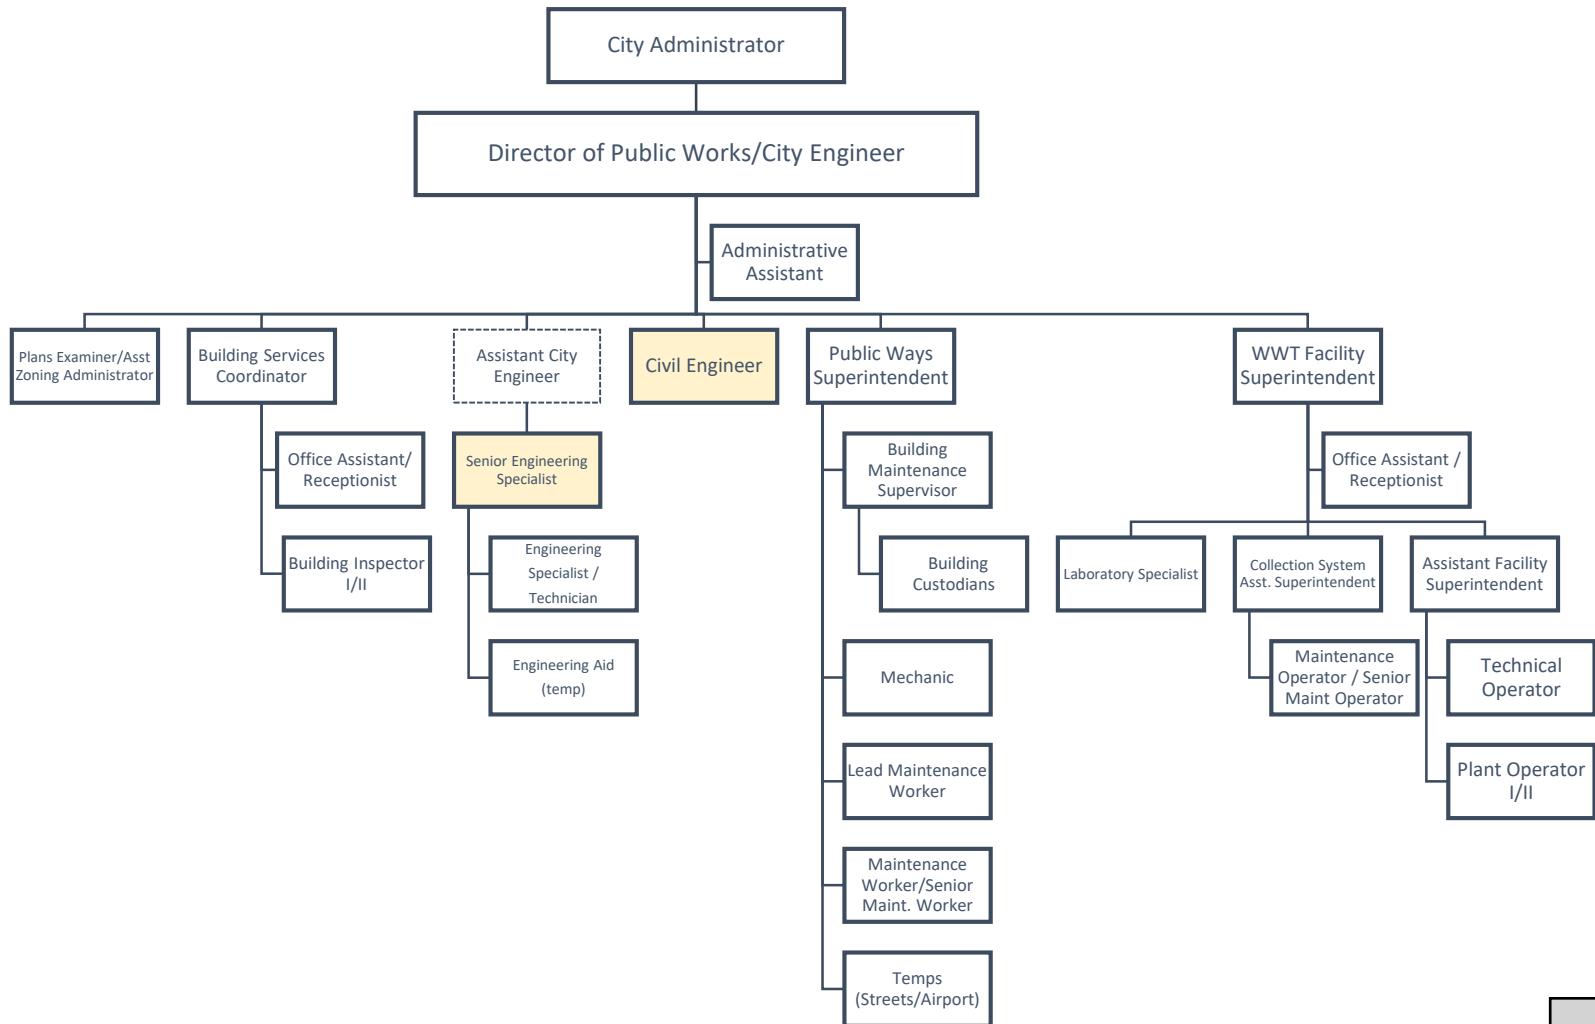 City Administrator
Director of Public Works/City Engineer
Administrative
Assistant
Plans Examiner/Asst
Zoning Administrator
Building Services
Coordinator
Assistant City
Engineer
Civil Engineer
Public Ways
Superintendent
WWT Facility
Superintendent
Office Assistant/
Receptionist
Building Inspector
I/II
Senior Engineering
Specialist
Engineering
Specialist /
Technician
Engineering Aid
(temp)
Building
Maintenance
Supervisor
Building
Custodians
Mechanic
Lead Maintenance
Worker
Maintenance
Worker/Senior
Maint. Worker
Temps
(Streets/Airport)
Office Assistant /
Receptionist
Laboratory Specialist
Collection System
Asst. Superintendent
Maintenance
Operator / Senior
Maint Operator
Assistant Facility
Superintendent
Technical
Operator
Plant Operator
I/II